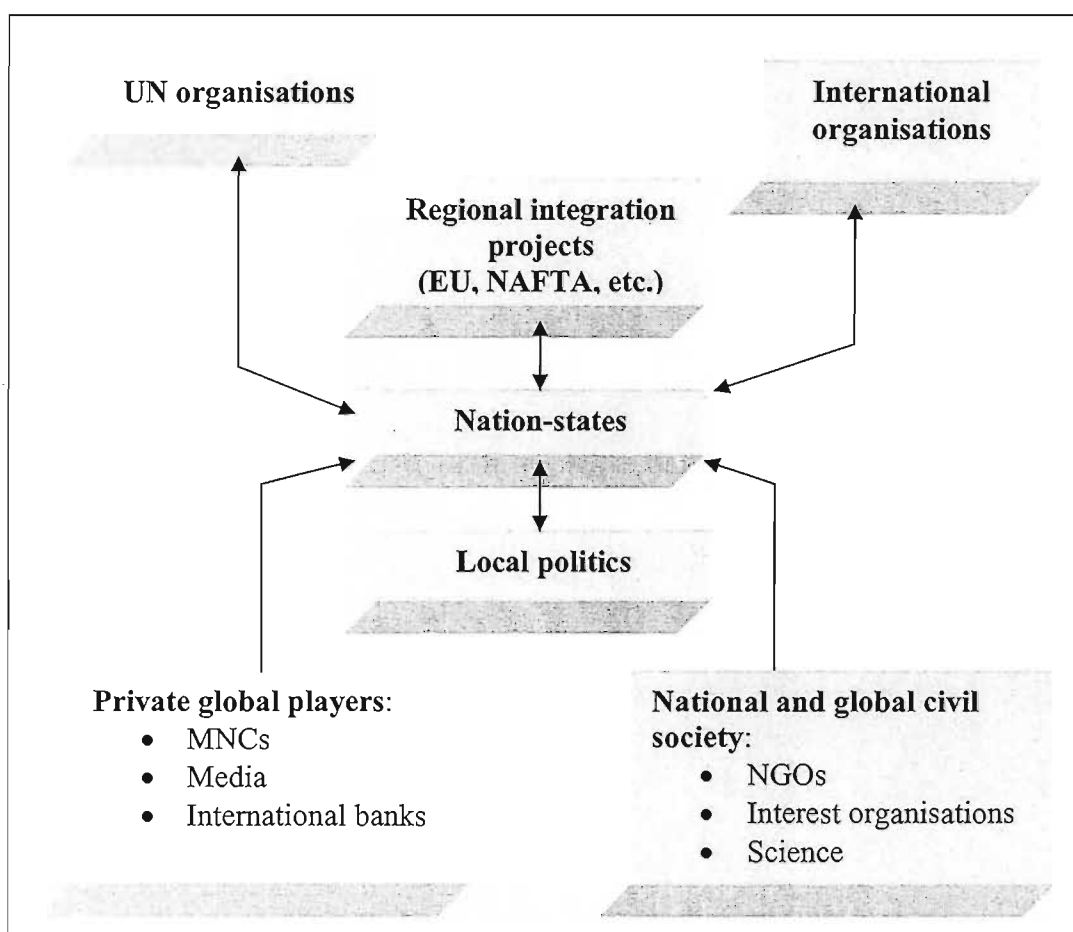 UN organisations
International
organisations
Regional integration
projects
(EU, NAFTA, etc.)
Nation-states
Local politics
Private global players:
• MNCs
• Media
• International banks
National and global civil
society:
• NGOs
• Interest organisations
• Science